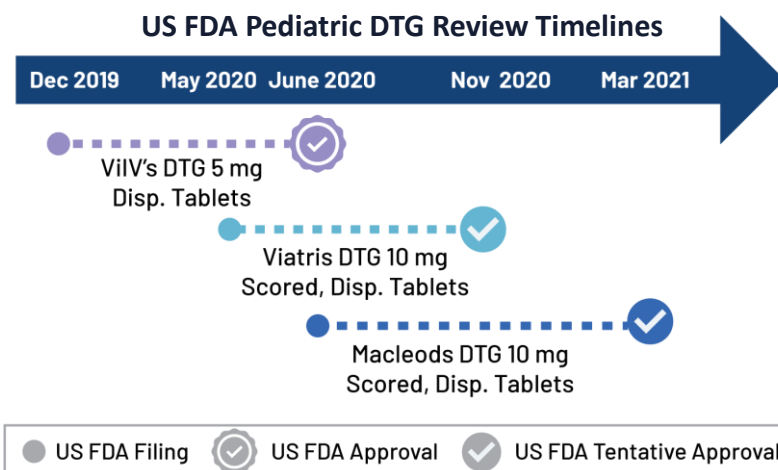 US FDA Pediatric DTG Review Timelines
Dec 2019 May 2020 June 2020 Nov 2020 Mar 2021
ViiV's DTG 5 mg
Disp. Tablets
Viatris DTG 10 mg
Scored, Disp. Tablets
Macleods DTG 10 mg
Scored, Disp. Tablets
US FDA Filing US FDA Approval US FDA Tentative Approval